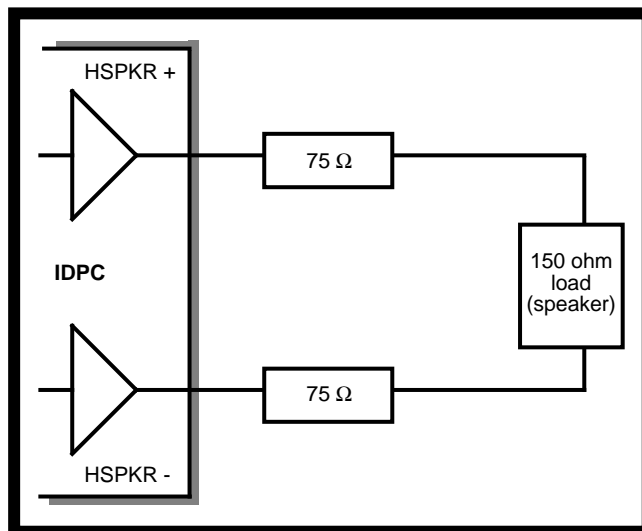 HSPKR +
75 Ω
IDPC
150 ohm
load
(speaker)
75 Ω
HSPKR -